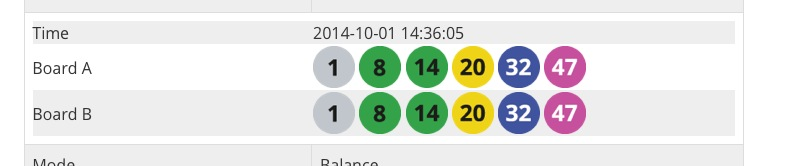 Time 2014-10-01 14:36:05
Board A 1 8 14 20 32 47
Board B 1 8 14 20 32 47
Mode Balance